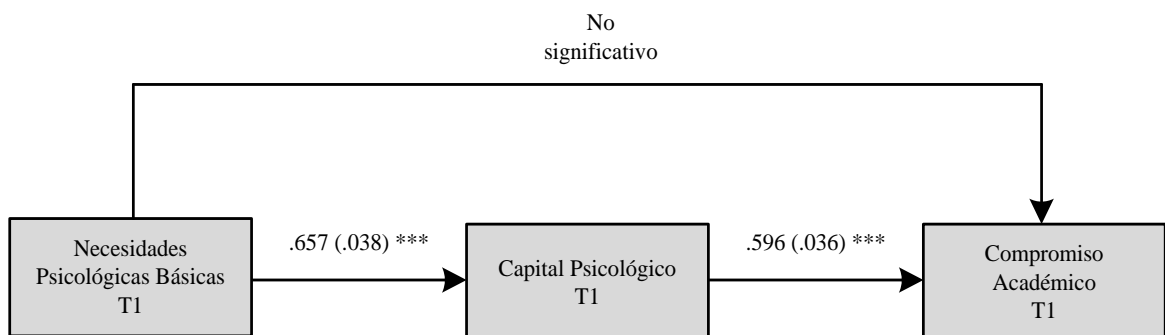 No
significativo
Necesidades
Psicológicas Básicas
T1
.657 (.038) ***
Capital Psicológico
T1
.596 (.036) ***
Compromiso
Académico
T1